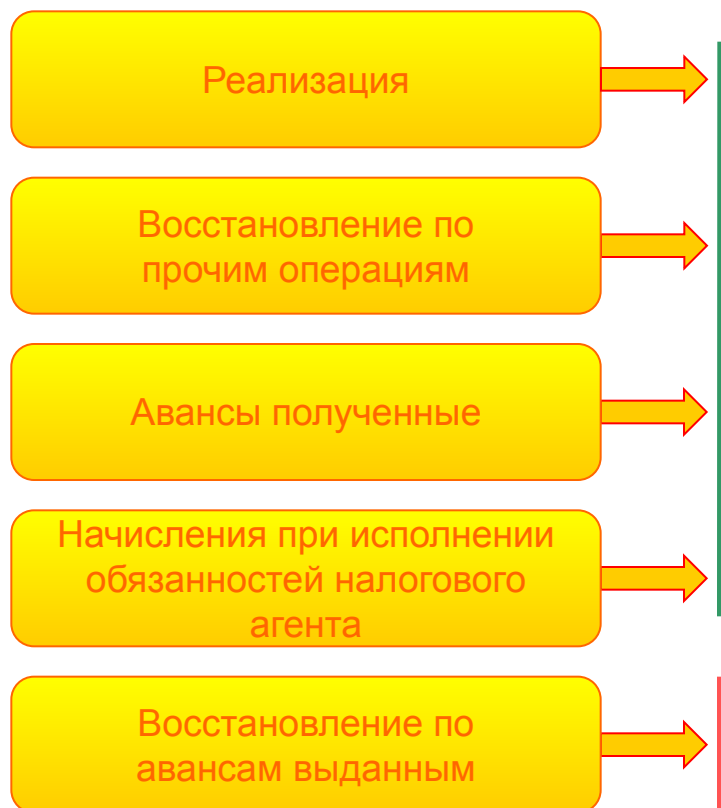 Реализация
Восстановление по
прочим операциям
Авансы полученные
Начисления при исполнении
обязанностей налогового
агента
Восстановление по
авансам выданным